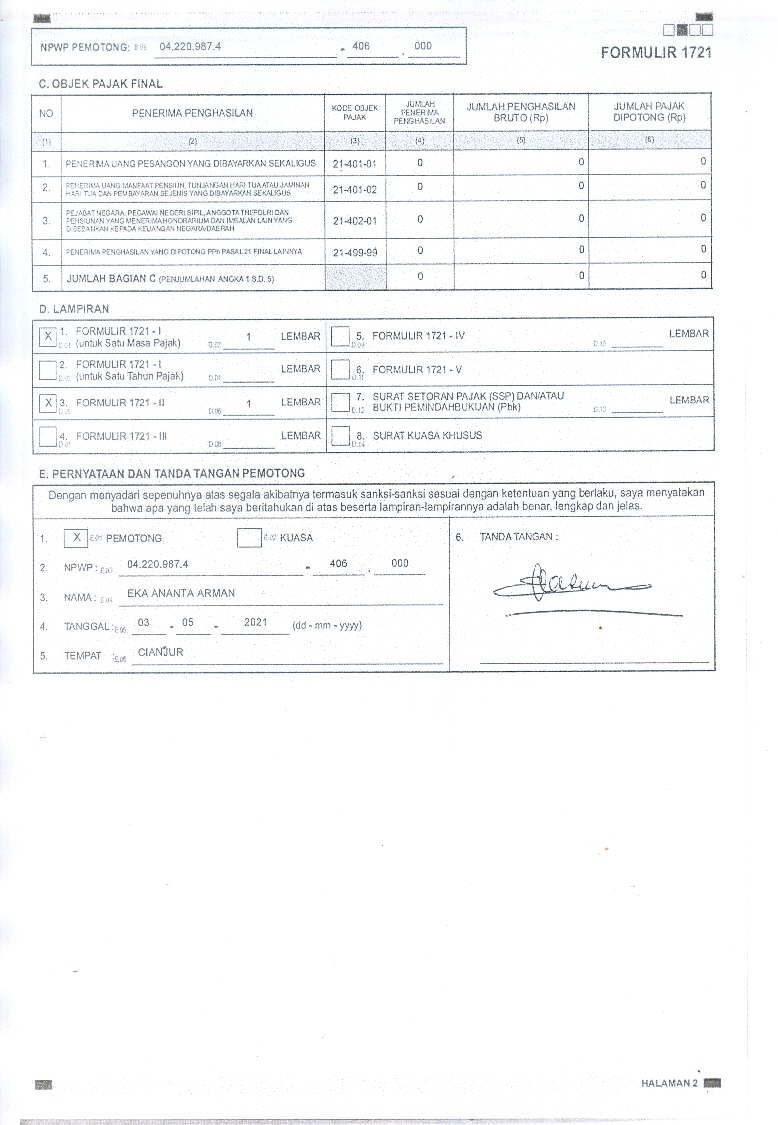 NPWP PEMOTONG: 04.220.987.4 - 406 . 000
FORMULIR 1721
C. OBJEK PAJAK FINAL
NO PENERIMA PENGHASILAN KODE OBJEK PAJAK JUMLAH PENERIMA PENGHASILAN JUMLAH PENGHASILAN BRUTO (Rp) JUMLAH PAJAK DIPOTONG (Rp)
(1) (2) (3) (4) (5) (6)
1. PENERIMA UANG PESANGON YANG DIBAYARKAN SEKALIGUS 21-401-01 0 0 0
2. PENERIMA UANG MANFAAT PENSIUN, TUNJANGAN HARI TUA ATAU JAMINAN
HARI TUA DAN PEMBAYARAN SEJENIS YANG DIBAYARKAN SEKALIGUS 21-401-02 0 0 0
3. PEJABAT NEGARA, PEGAWAI NEGERI SIPIL, ANGGOTA TNI/POLRI DAN
PENSIUNAN YANG MENERIMA HONORARIUM DAN IMBALAN LAIN YANG
DIBEBANKAN KEPADA KEUANGAN NEGARA/DAERAH 21-402-01 0 0 0
4. PENERIMA PENGHASILAN YANG DIPOTONG PPh PASAL 21 FINAL LAINNYA 21-499-99 0 0 0
5. JUMLAH BAGIAN C (PENJUMLAHAN ANGKA 1 S.D. 5) 0 0 0
D. LAMPIRAN
X 1. FORMULIR 1721 - I
D.01 (untuk Satu Masa Pajak) D.02 1 LEMBAR
2. FORMULIR 1721 - I
(untuk Satu Tahun Pajak) D.04 LEMBAR
X 3. FORMULIR 1721 - II D.06 1 LEMBAR
4. FORMULIR 1721 - III D.08 LEMBAR
5. FORMULIR 1721 - IV D.09 D.10 LEMBAR
6. FORMULIR 1721 - V D.11
7. SURAT SETORAN PAJAK (SSP) DAN/ATAU
D.12 BUKTI PEMINDAHBUKUAN (Pbk) D.13 LEMBAR
8. SURAT KUASA KHUSUS D.14
E. PERNYATAAN DAN TANDA TANGAN PEMOTONG
Dengan menyadari sepenuhnya atas segala akibatnya termasuk sanksi-sanksi sesuai dengan ketentuan yang berlaku, saya menyatakan
bahwa apa yang telah saya beritahukan di atas beserta lampiran-lampirannya adalah benar, lengkap dan jelas.
1. X E.01 PEMOTONG E.02 KUASA
2. NPWP : E.03 04.220.987.4 - 406 . 000
3. NAMA : E.04 EKA ANANTA ARMAN
4. TANGGAL : E.05 03 - 05 - 2021 (dd - mm - yyyy)
5. TEMPAT : E.06 CIANJUR
6. TANDA TANGAN :
HALAMAN 2